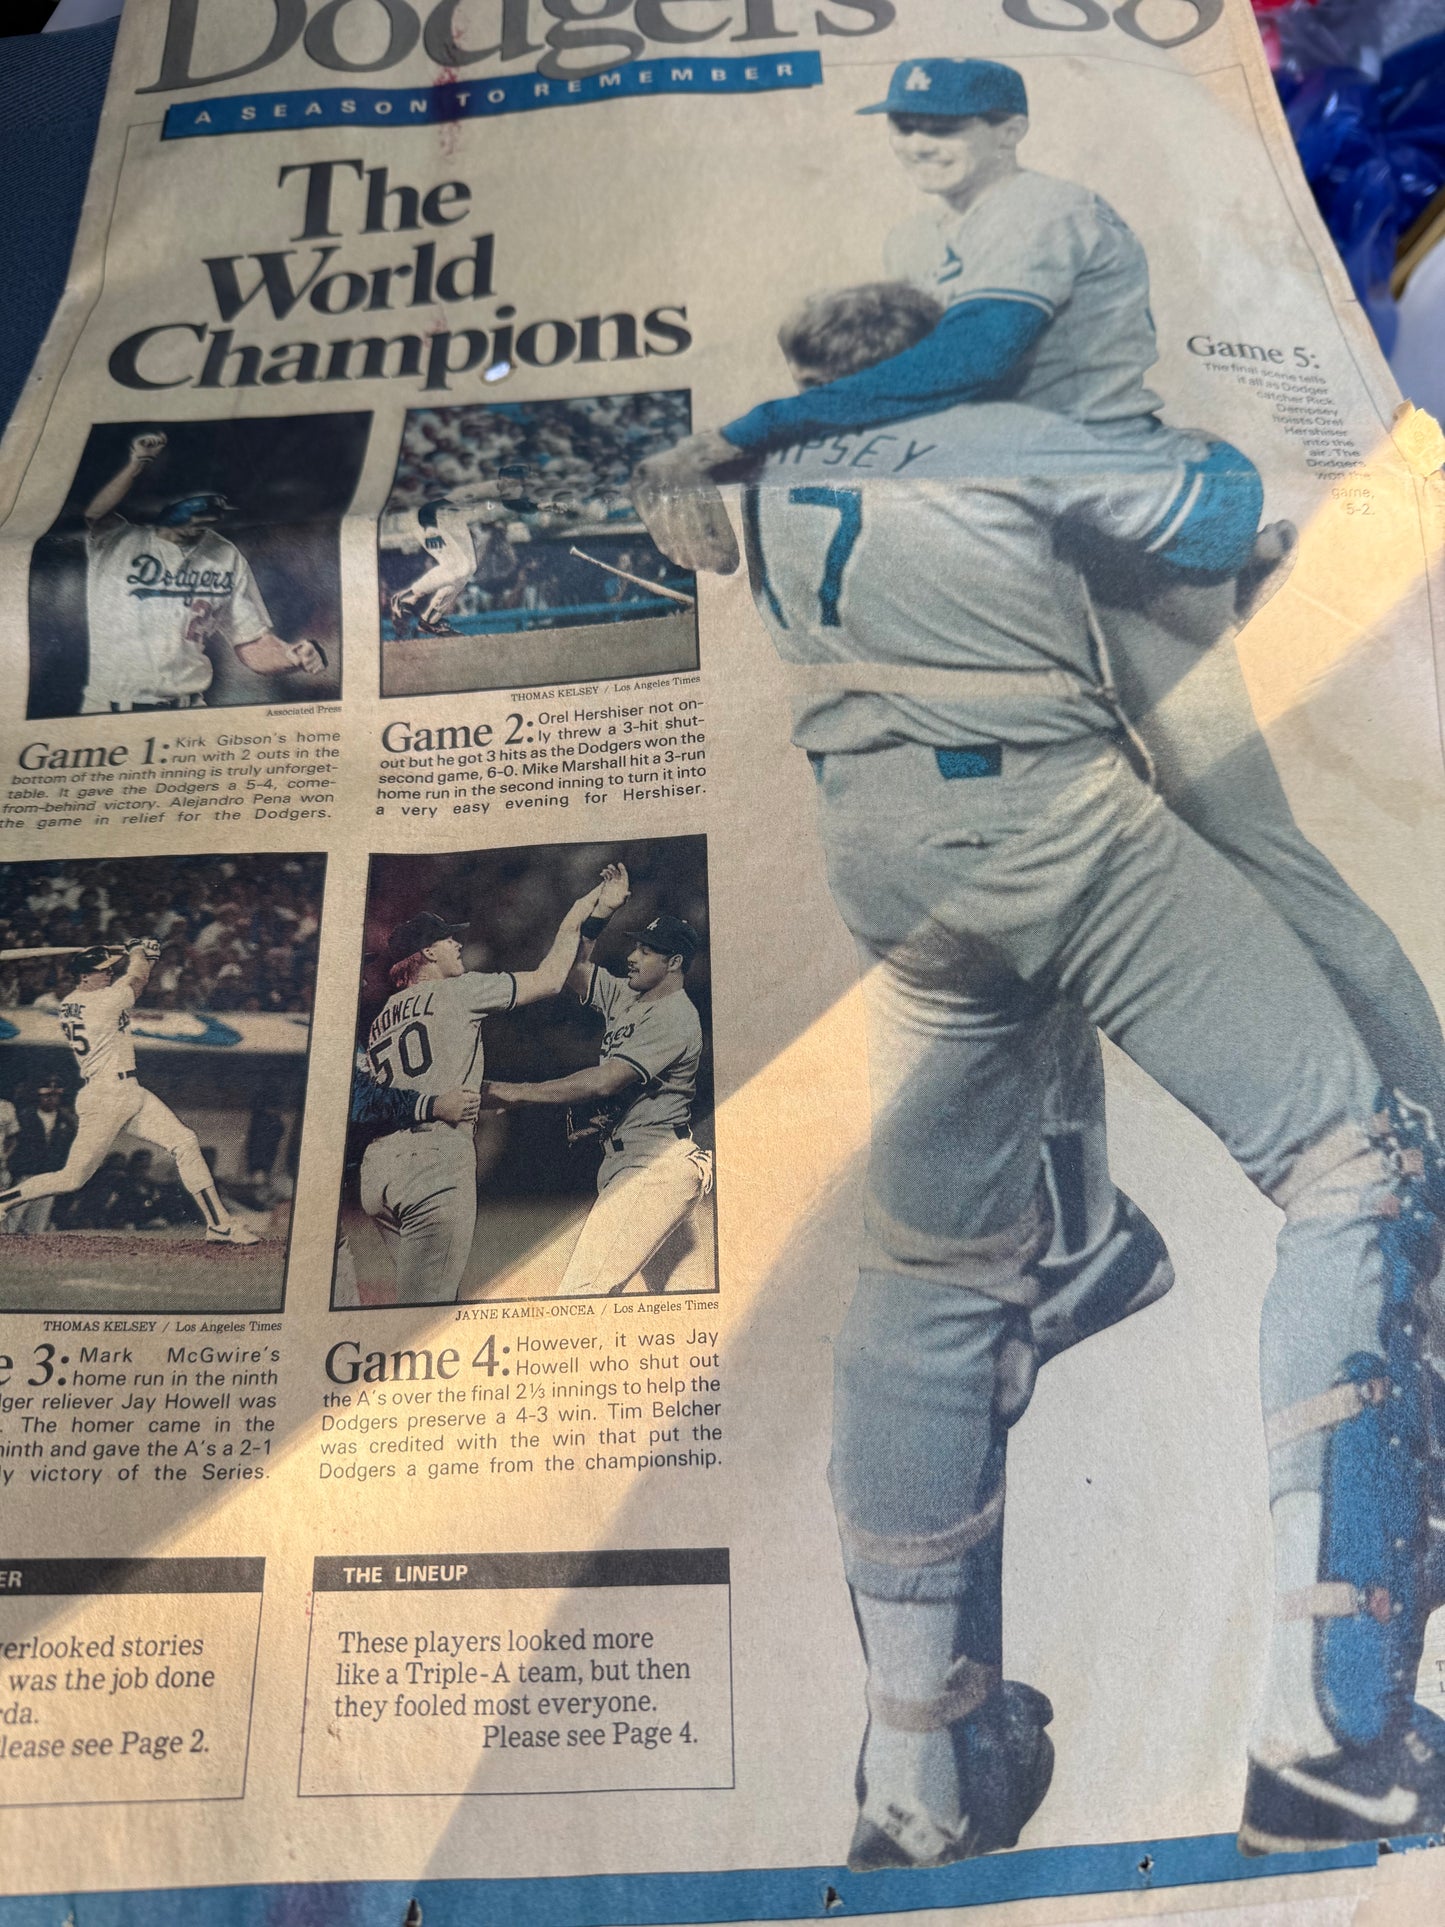 Dodgers '88
A SEASON TO REMEMBER
The
World
Champions
Dodgers
Associated Press
Game 1: Kirk Gibson's home
run with 2 outs in the
bottom of the ninth inning is truly unforget-
table. It gave the Dodgers a 5-4, come-
from-behind victory. Alejandro Pena won
the game in relief for the Dodgers.
THOMAS KELSEY / Los Angeles Times
Game 2: Orel Hershiser not on-
ly threw a 3-hit shut-
out but he got 3 hits as the Dodgers won the
second game, 6-0. Mike Marshall hit a 3-run
home run in the second inning to turn it into
a very easy evening for Hershiser.
Game 5:
The final scene tells
it all as Dodger
catcher Rick
Dempsey
hoists Orel
Hershiser
into the
air. The
Dodgers
won the
game,
5-2.
LA
MPSEY
17
THOMAS KELSEY / Los Angeles Times
e 3: Mark McGwire's
home run in the ninth
ger reliever Jay Howell was
. The homer came in the
ninth and gave the A's a 2-1
ly victory of the Series.
HOWELL
50
JAYNE KAMIN-ONCEA / Los Angeles Times
Game 4: However, it was Jay
Howell who shut out
the A's over the final 2⅓ innings to help the
Dodgers preserve a 4-3 win. Tim Belcher
was credited with the win that put the
Dodgers a game from the championship.
ER
verlooked stories
was the job done
rda.
lease see Page 2.
THE LINEUP
These players looked more
like a Triple-A team, but then
they fooled most everyone.
Please see Page 4.